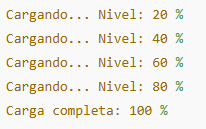 Cargando... Nivel: 20 %
Cargando... Nivel: 40 %
Cargando... Nivel: 60 %
Cargando... Nivel: 80 %
Carga completa: 100 %